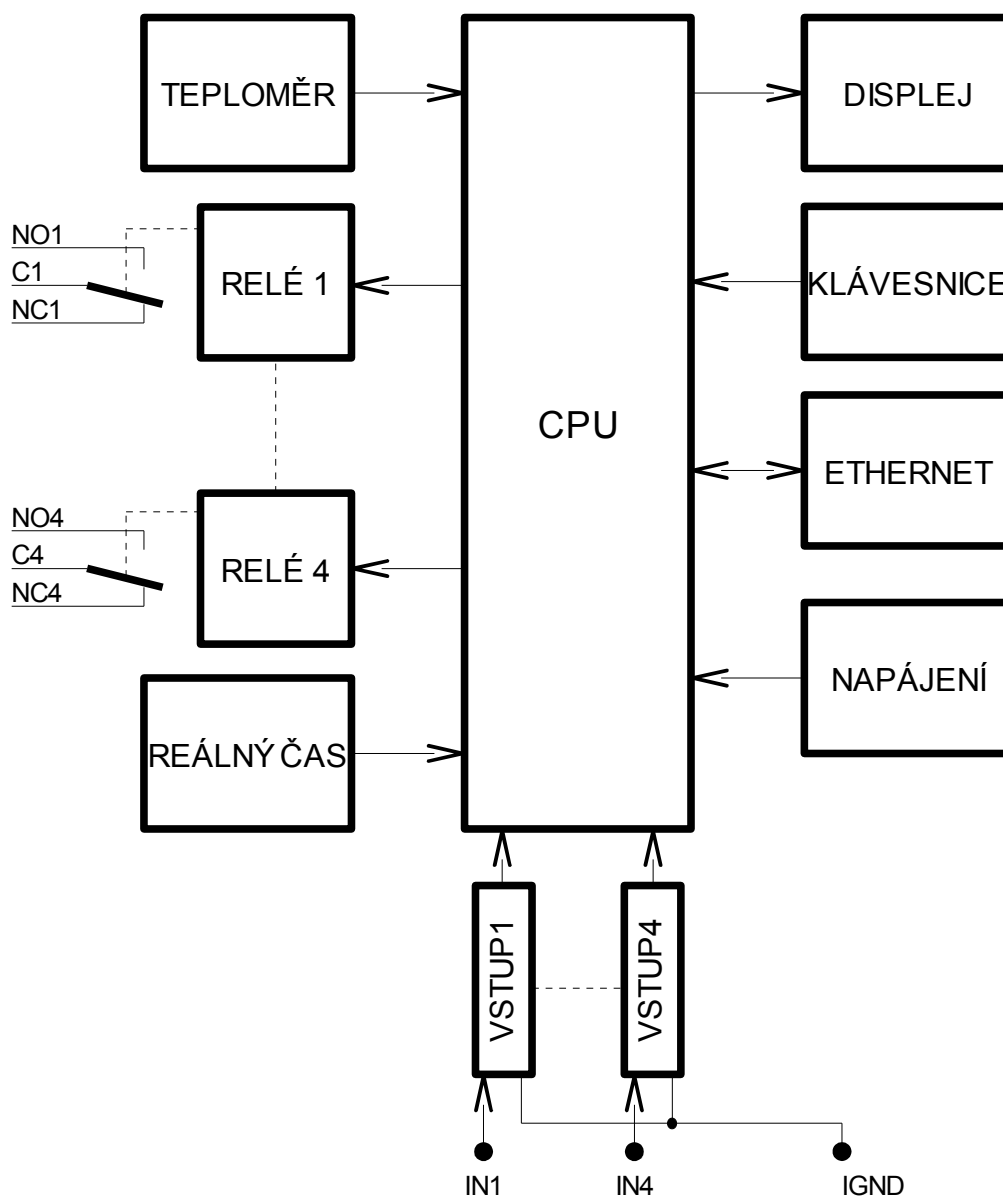 TEPLOMĚR
DISPLEJ
NO1
C1
NC1
RELÉ 1
KLÁVESNICE
CPU
ETHERNET
NO4
C4
NC4
RELÉ 4
NAPÁJENÍ
REÁLNÝ ČAS
VSTUP1
VSTUP4
IN1
IN4
IGND